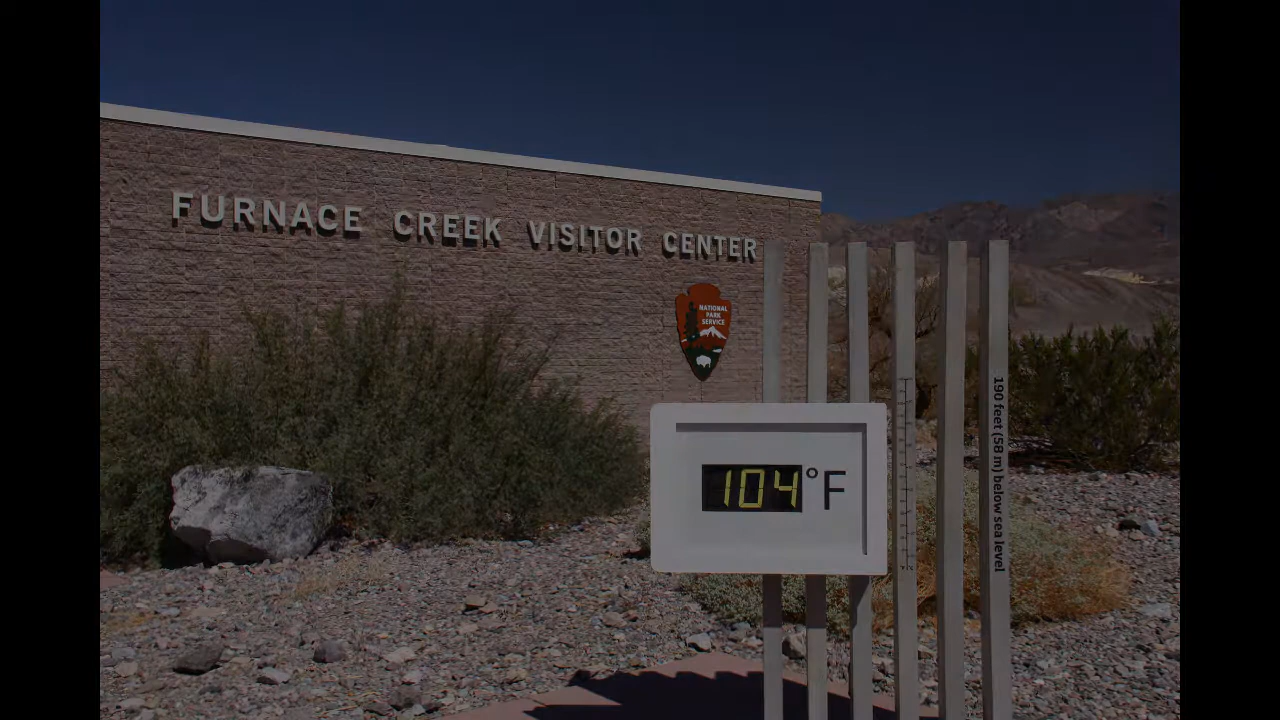 FURNACE CREEK VISITOR CENTER
NATIONAL
PARK
SERVICE
104°F
190 feet (58 m) below sea level